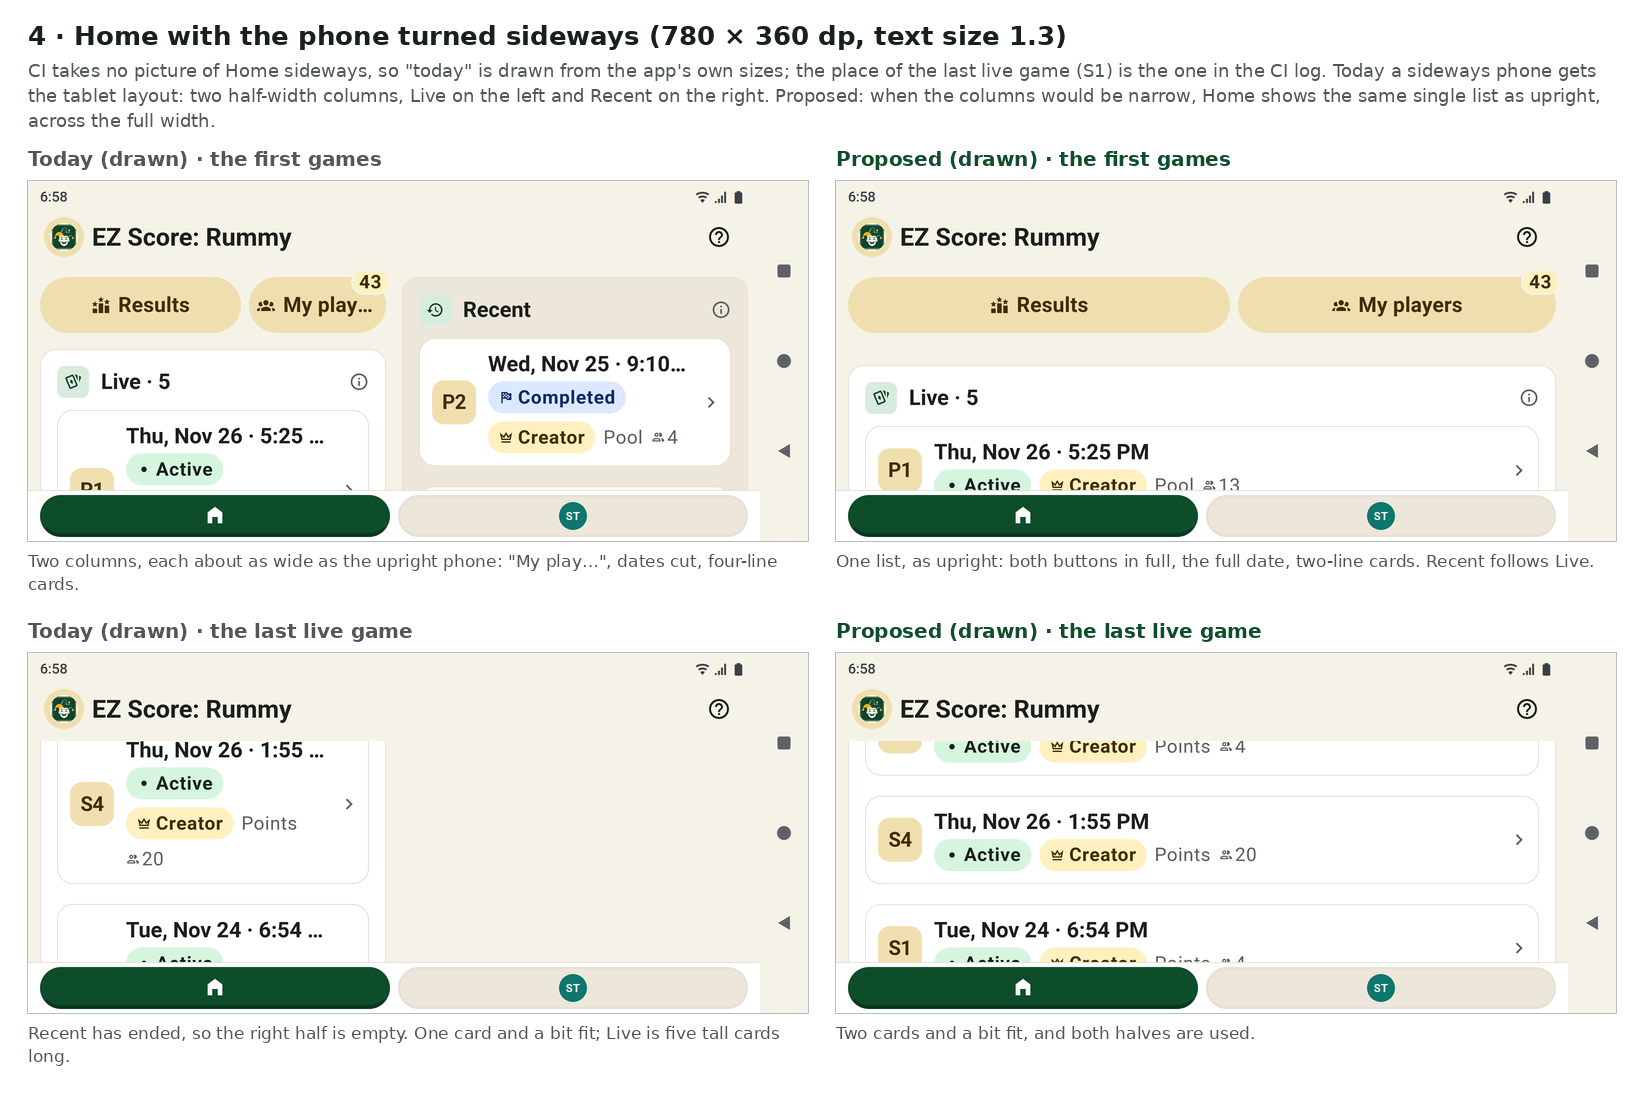 4 · Home with the phone turned sideways (780 × 360 dp, text size 1.3)
CI takes no picture of Home sideways, so "today" is drawn from the app's own sizes; the place of the last live game (S1) is the one in the CI log. Today a sideways phone gets
the tablet layout: two half-width columns, Live on the left and Recent on the right. Proposed: when the columns would be narrow, Home shows the same single list as upright,
across the full width.
Today (drawn) · the first games
6:58
EZ Score: Rummy
43
Results
My play...
Recent
Live · 5
Wed, Nov 25 · 9:10...
P2
Completed
Creator Pool 4
Thu, Nov 26 · 5:25 ...
Active
P1
ST
Two columns, each about as wide as the upright phone: "My play...", dates cut, four-line
cards.
Proposed (drawn) · the first games
6:58
EZ Score: Rummy
43
Results
My players
Live · 5
Thu, Nov 26 · 5:25 PM
P1
Active Creator Pool 13
ST
One list, as upright: both buttons in full, the full date, two-line cards. Recent follows Live.
Today (drawn) · the last live game
6:58
EZ Score: Rummy
Thu, Nov 26 · 1:55 ...
Active
S4
Creator Points
20
Tue, Nov 24 · 6:54 ...
Active
ST
Recent has ended, so the right half is empty. One card and a bit fit; Live is five tall cards
long.
Proposed (drawn) · the last live game
6:58
EZ Score: Rummy
Active Creator Points 4
Thu, Nov 26 · 1:55 PM
S4
Active Creator Points 20
Tue, Nov 24 · 6:54 PM
S1
Active Creator Points 4
ST
Two cards and a bit fit, and both halves are used.